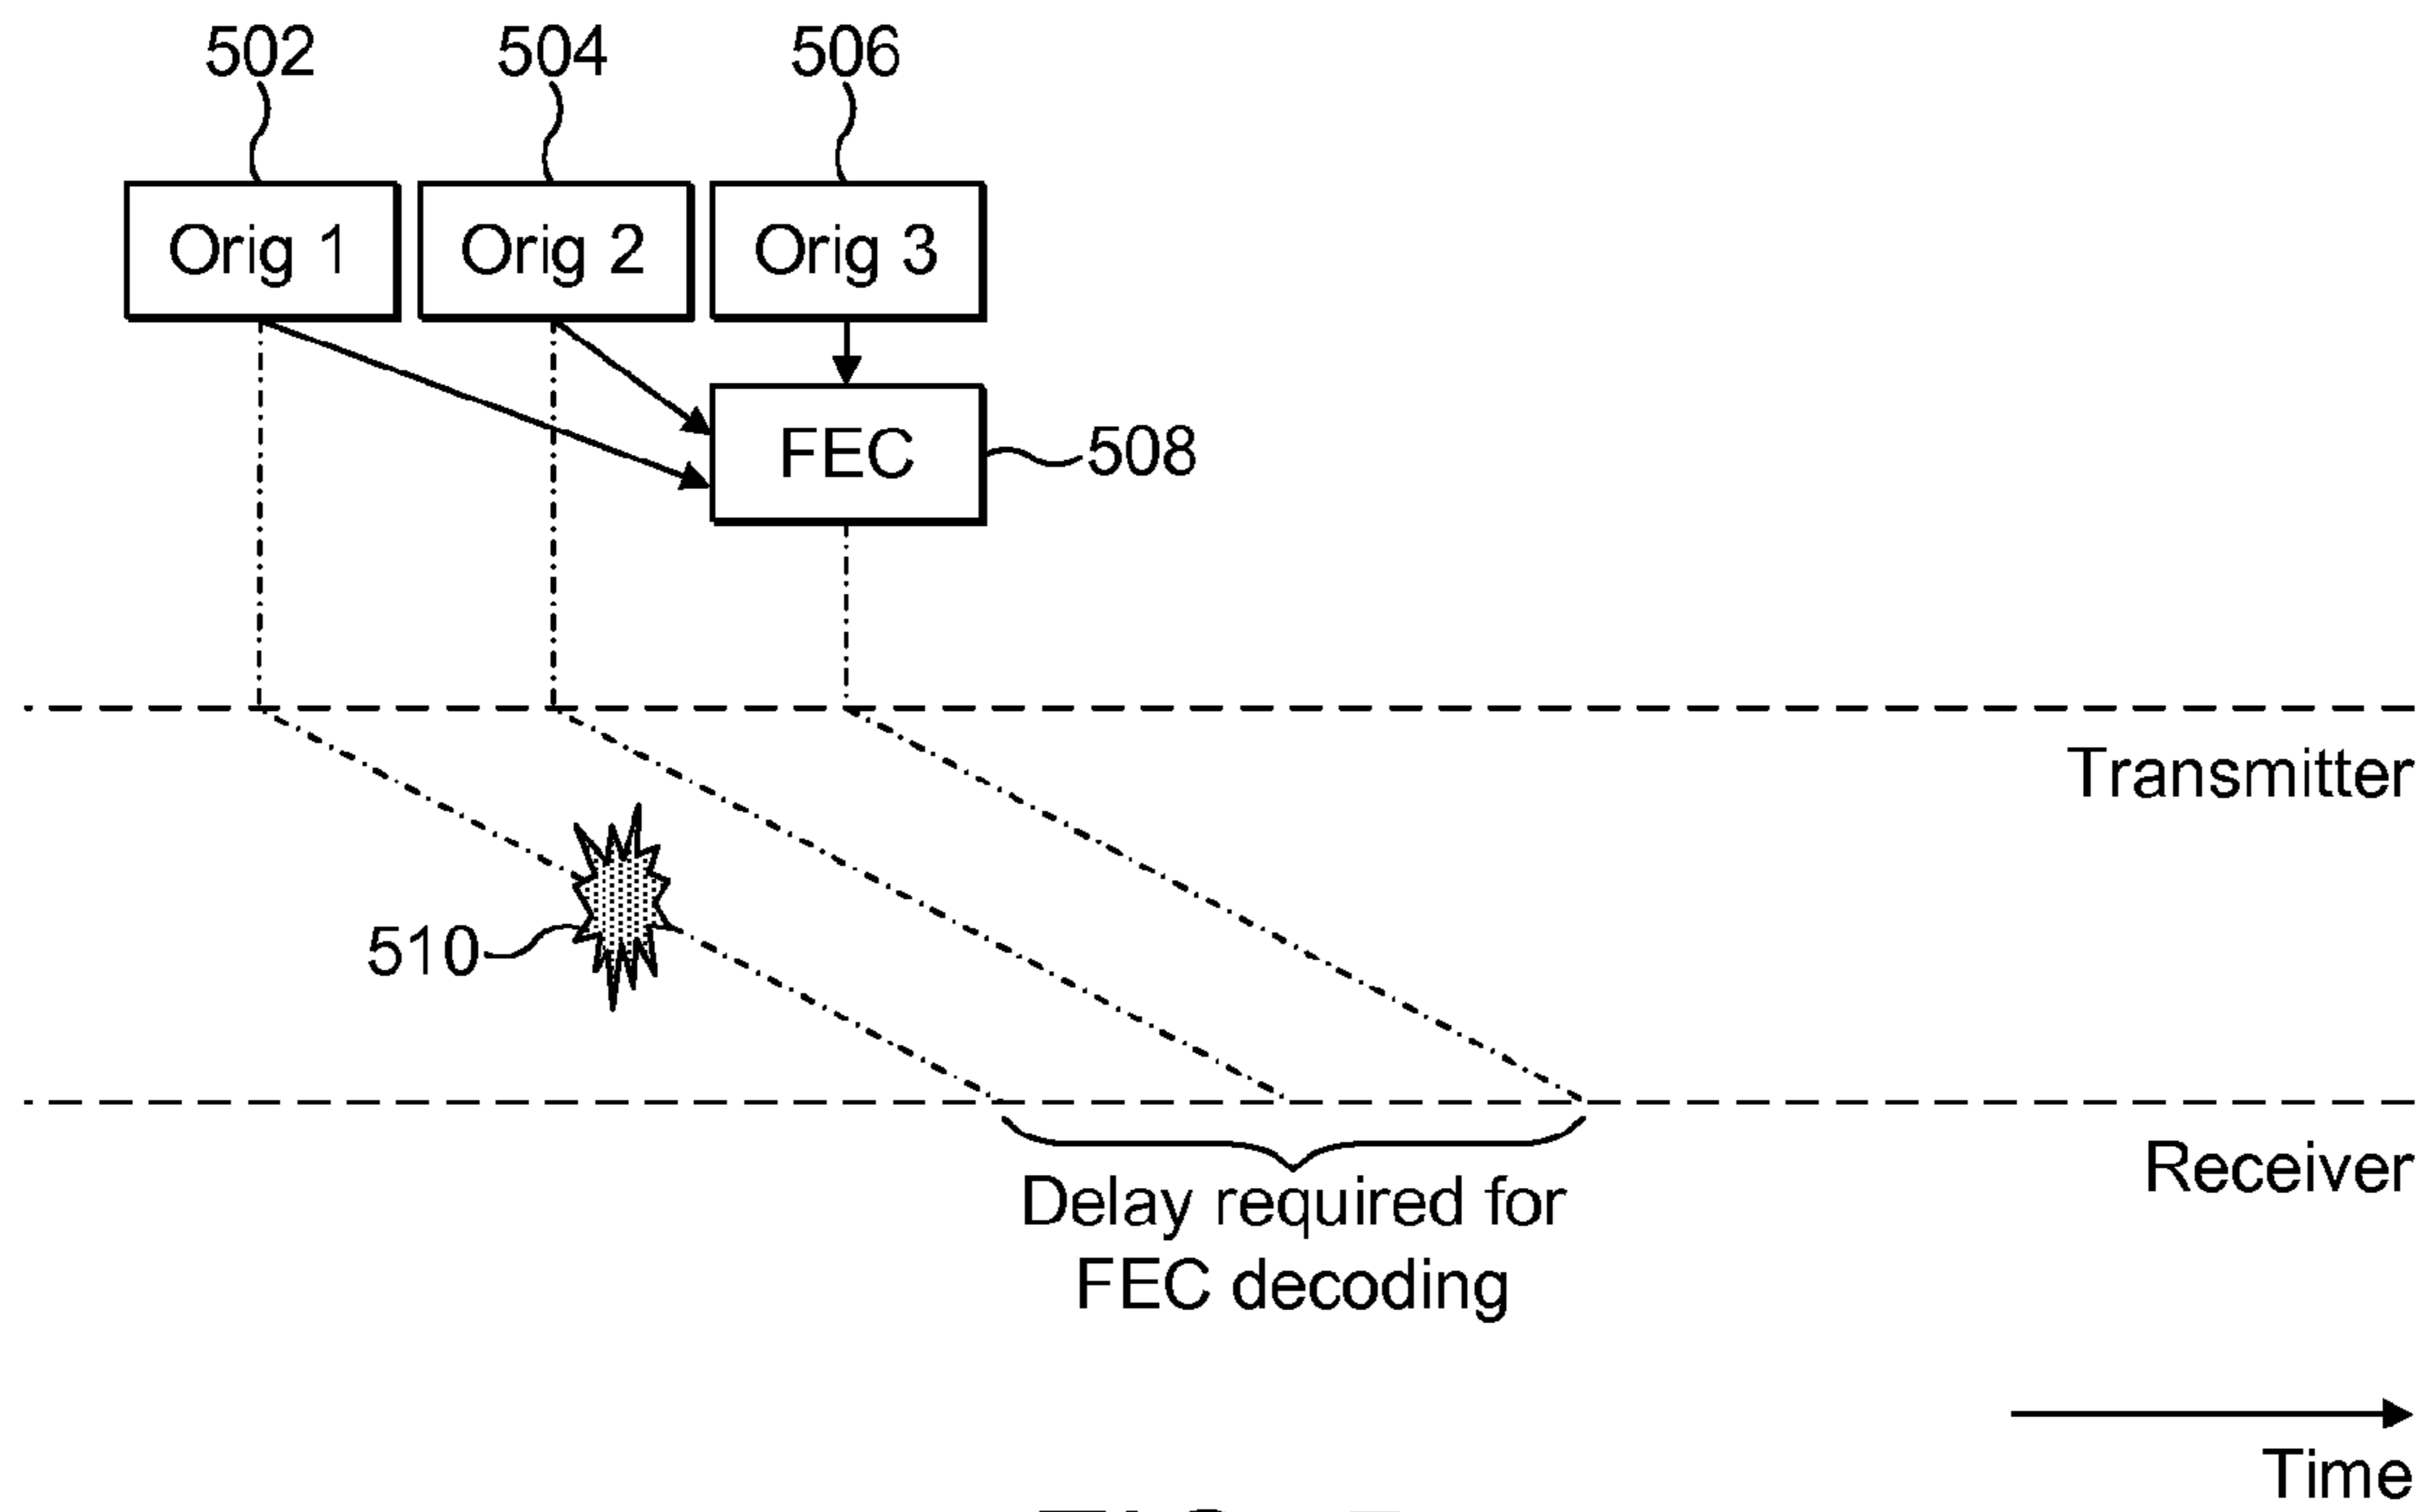 502
504
506
Orig 1
Orig 2
Orig 3
FEC
508
Transmitter
510
Receiver
Delay required for
FEC decoding
Time